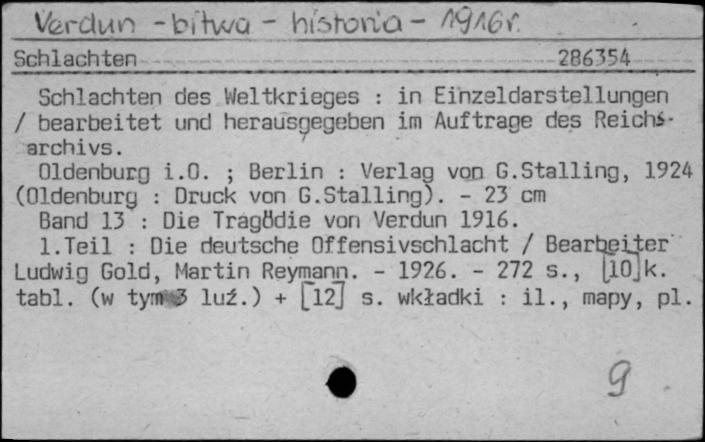 Verdun - bitwa - historia - 1916r.
Schlachten 286354
Schlachten des Weltkrieges : in Einzeldarstellungen
/ bearbeitet und herausgegeben im Auftrage des Reichs-
archivs.
Oldenburg i.O. ; Berlin : Verlag von G.Stalling, 1924
(Oldenburg : Druck von G.Stalling). - 23 cm
Band 13 : Die Tragödie von Verdun 1916.
1.Teil : Die deutsche Offensivschlacht / Bearbeiter
Ludwig Gold, Martin Reymann. - 1926. - 272 s., [10]k.
tabl. (w tym 3 luź.) + [12] s. wkładki : il., mapy, pl.
9